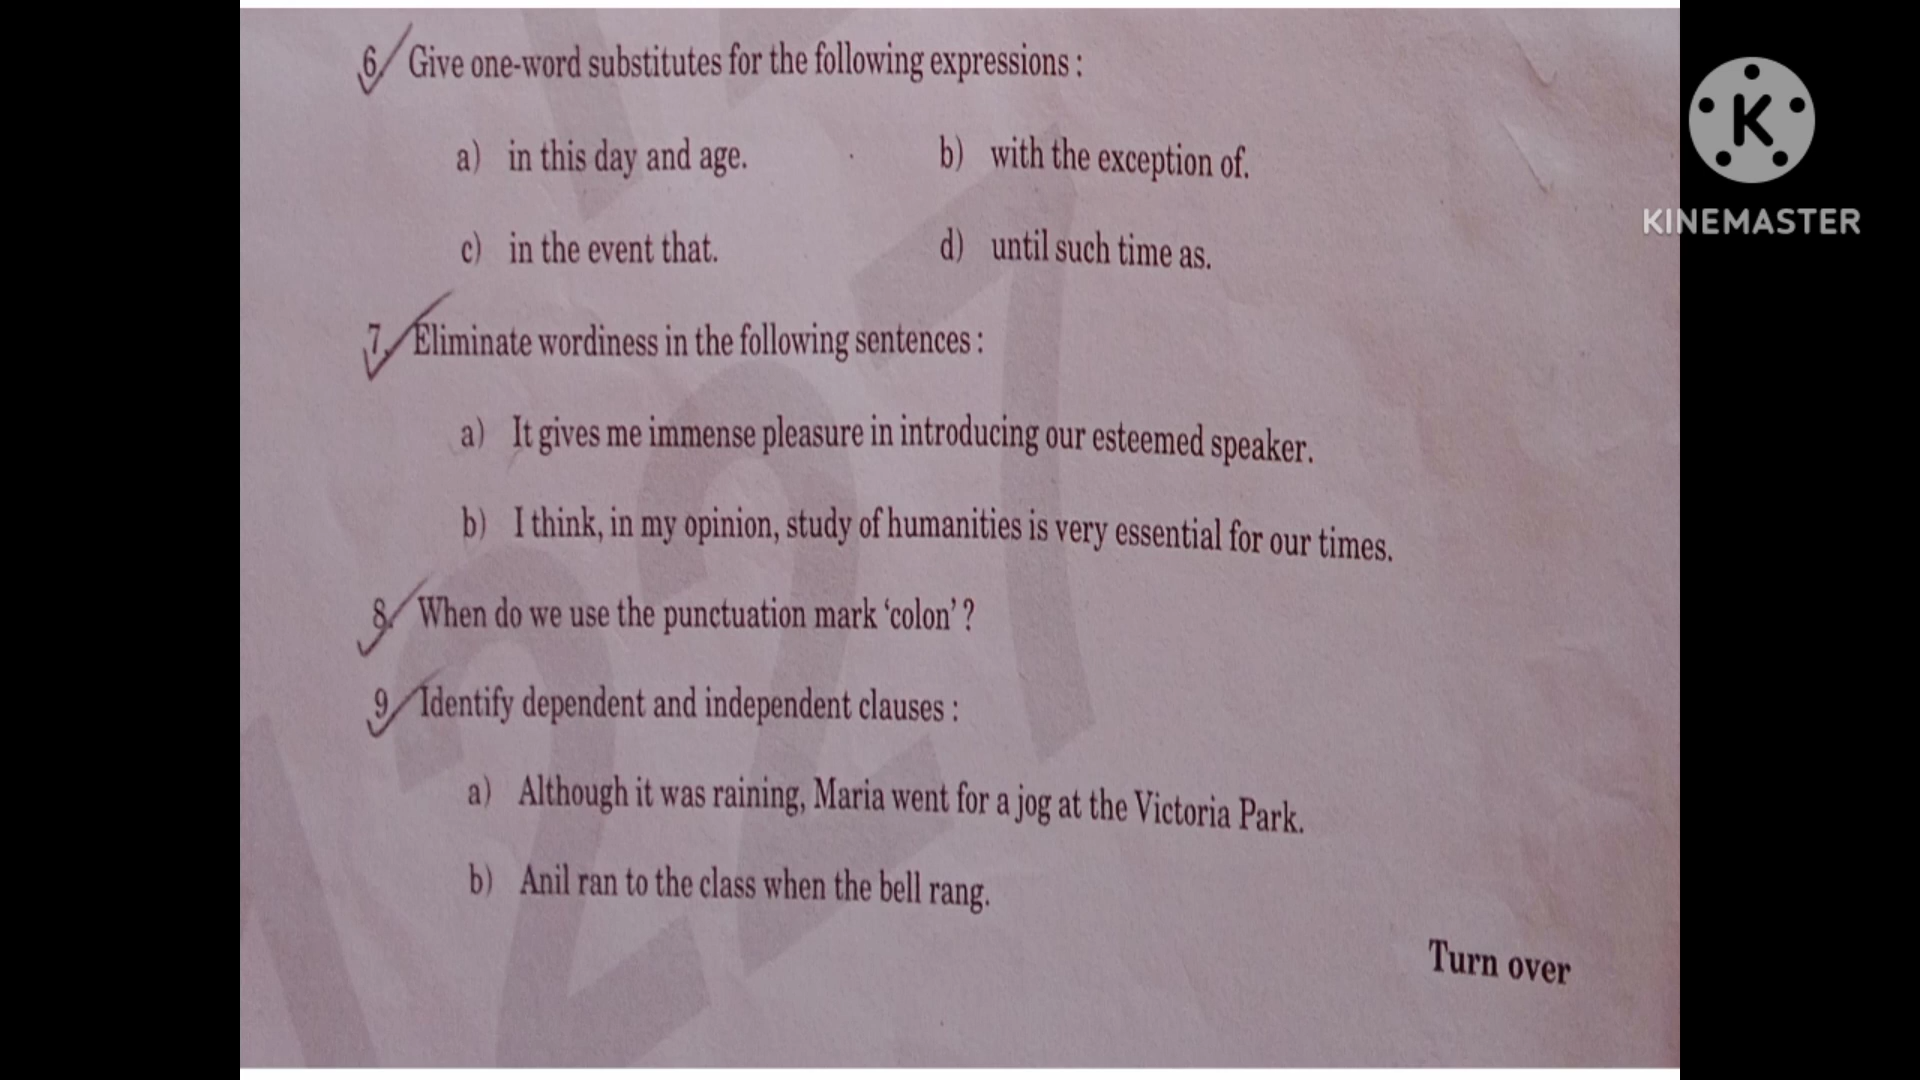 6. Give one-word substitutes for the following expressions :
a) in this day and age. b) with the exception of.
c) in the event that. d) until such time as.
7. Eliminate wordiness in the following sentences :
a) It gives me immense pleasure in introducing our esteemed speaker.
b) I think, in my opinion, study of humanities is very essential for our times.
8. When do we use the punctuation mark ‘colon’ ?
9. Identify dependent and independent clauses :
a) Although it was raining, Maria went for a jog at the Victoria Park.
b) Anil ran to the class when the bell rang.
Turn over
K
KINEMASTER